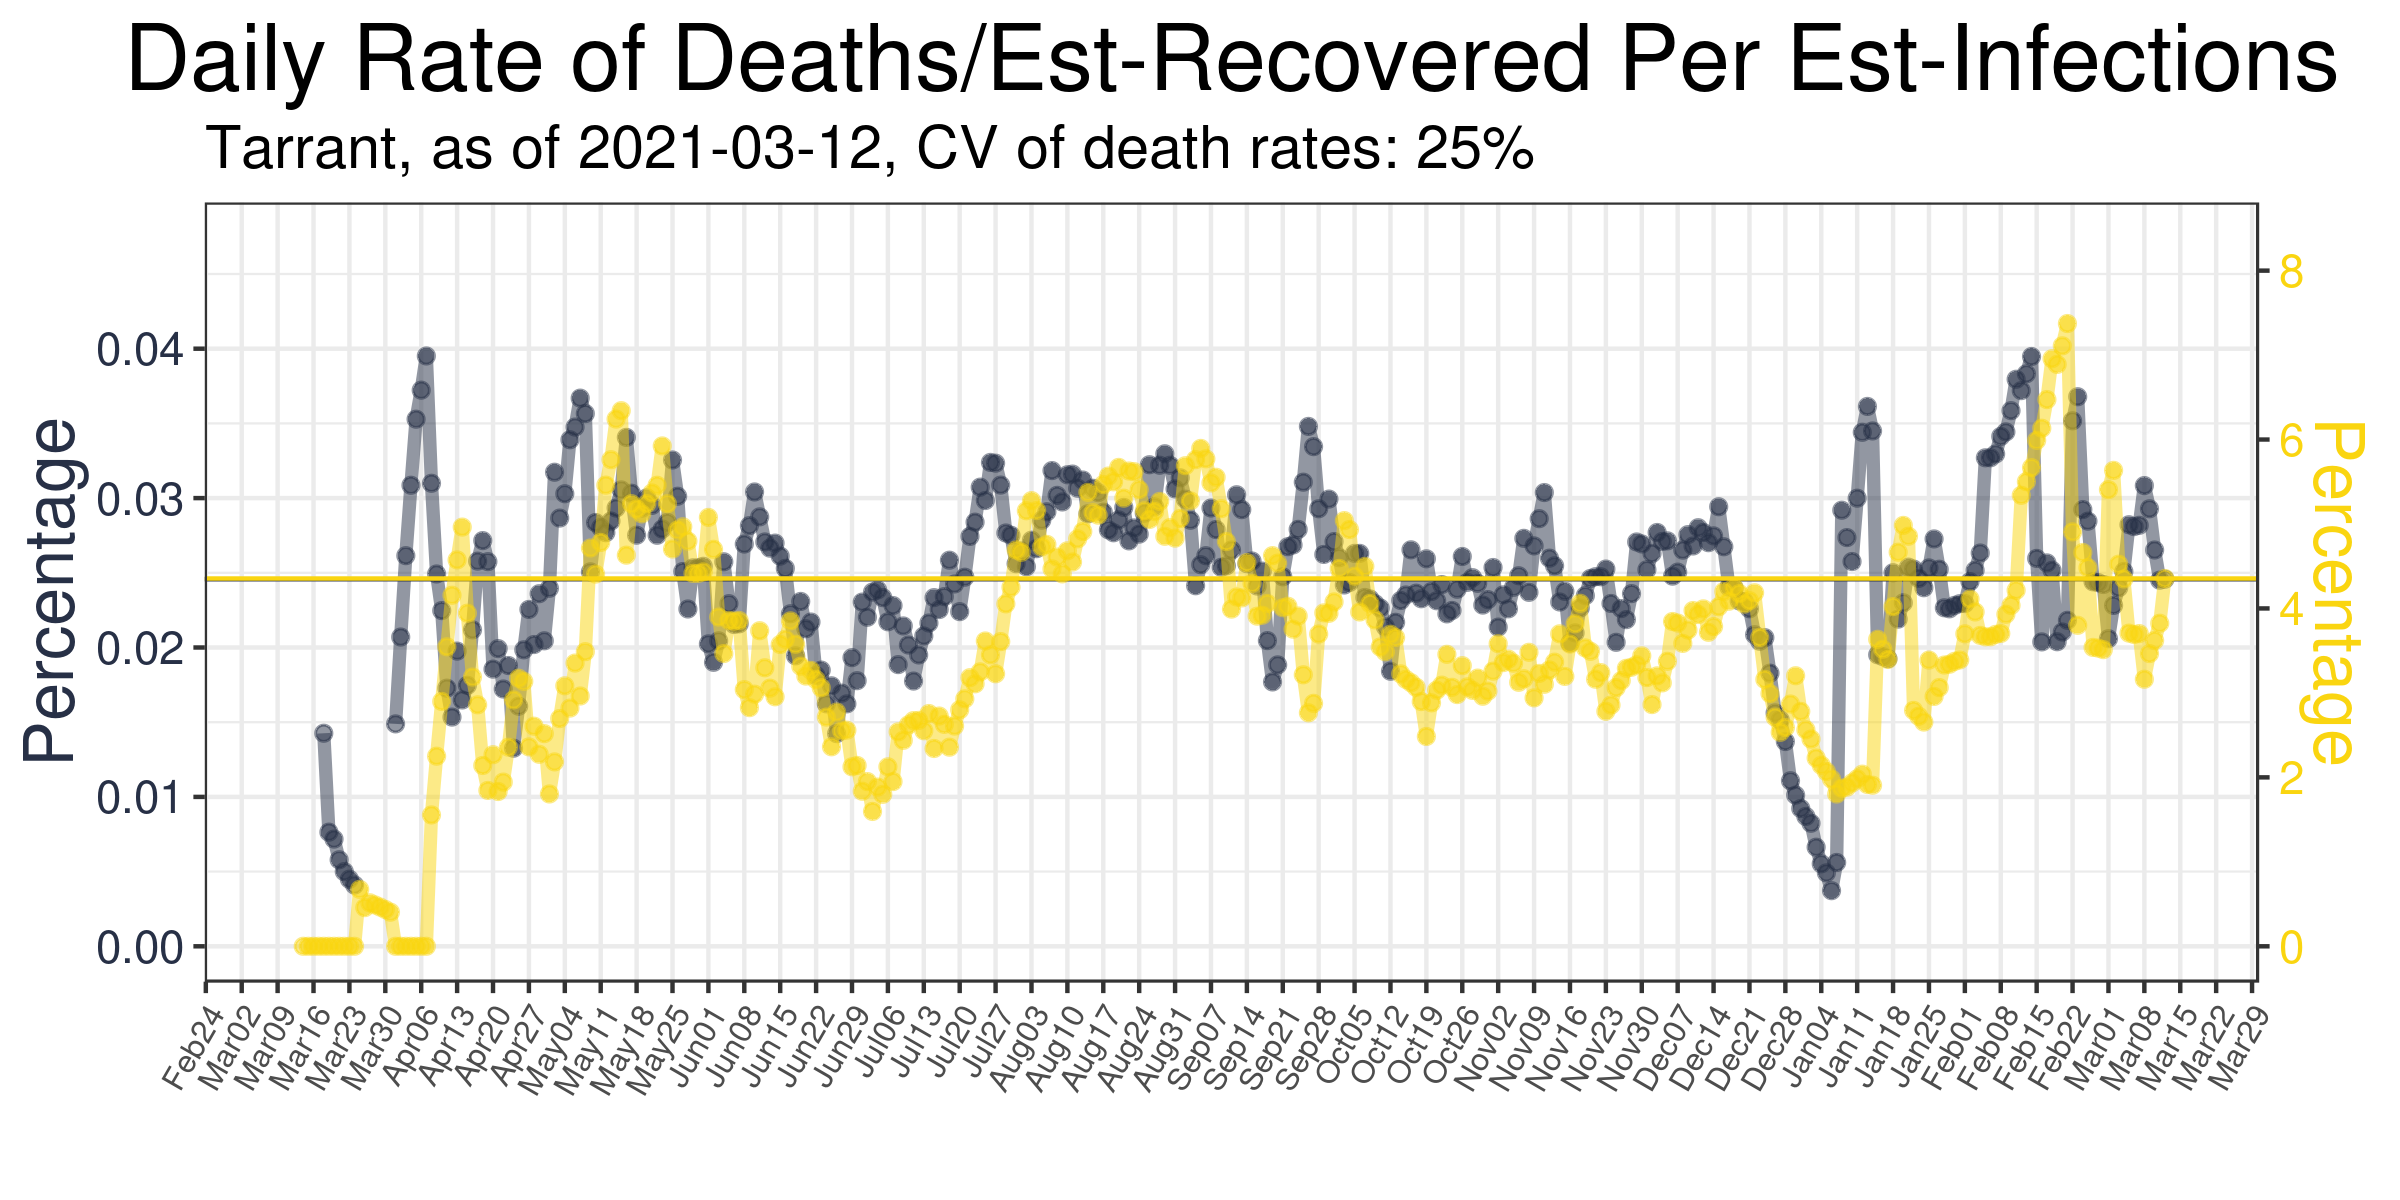 Daily Rate of Deaths/Est-Recovered Per Est-Infections
Tarrant, as of 2021-03-12, CV of death rates: 25%
Percentage
0.04
0.03
0.02
0.01
0.00
8
6
4
2
0
Percentage
Feb24 Mar02 Mar09 Mar16 Mar23 Mar30 Apr06 Apr13 Apr20 Apr27 May04 May11 May18 May25 Jun01 Jun08 Jun15 Jun22 Jun29 Jul06 Jul13 Jul20 Jul27 Aug03 Aug10 Aug17 Aug24 Aug31 Sep07 Sep14 Sep21 Sep28 Oct05 Oct12 Oct19 Oct26 Nov02 Nov09 Nov16 Nov23 Nov30 Dec07 Dec14 Dec21 Dec28 Jan04 Jan11 Jan18 Jan25 Feb01 Feb08 Feb15 Feb22 Mar01 Mar08 Mar15 Mar22 Mar29